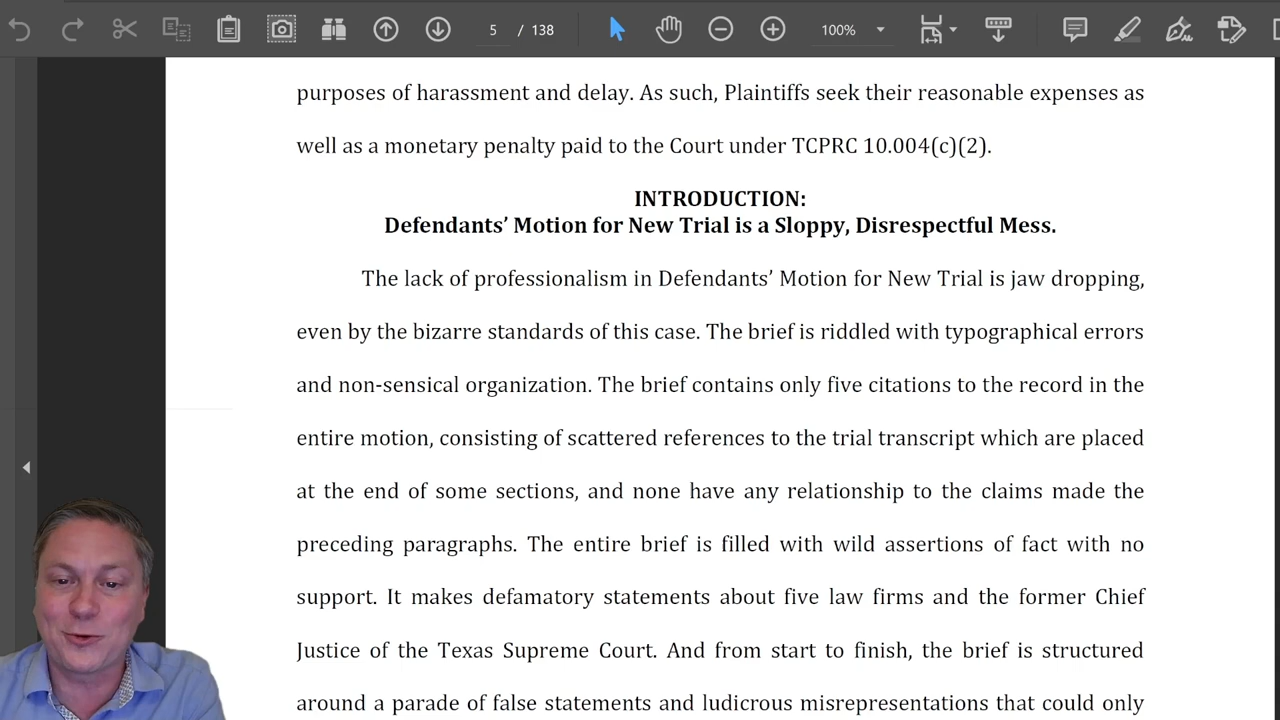 5 / 138
100%
purposes of harassment and delay. As such, Plaintiffs seek their reasonable expenses as
well as a monetary penalty paid to the Court under TCPRC 10.004(c)(2).
INTRODUCTION:
Defendants’ Motion for New Trial is a Sloppy, Disrespectful Mess.
The lack of professionalism in Defendants’ Motion for New Trial is jaw dropping,
even by the bizarre standards of this case. The brief is riddled with typographical errors
and non-sensical organization. The brief contains only five citations to the record in the
entire motion, consisting of scattered references to the trial transcript which are placed
at the end of some sections, and none have any relationship to the claims made the
preceding paragraphs. The entire brief is filled with wild assertions of fact with no
support. It makes defamatory statements about five law firms and the former Chief
Justice of the Texas Supreme Court. And from start to finish, the brief is structured
around a parade of false statements and ludicrous misrepresentations that could only